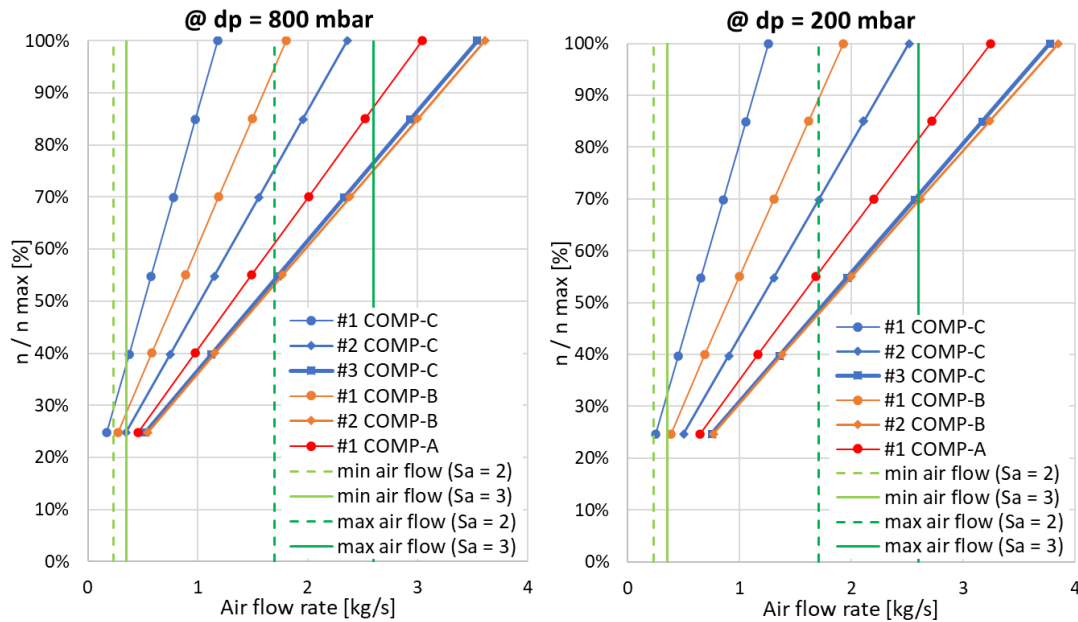 @ dp = 800 mbar
n / n max [%]
100%
90%
80%
70%
60%
50%
40%
30%
20%
10%
0%
#1 COMP-C
#2 COMP-C
#3 COMP-C
#1 COMP-B
#2 COMP-B
#1 COMP-A
min air flow (Sa = 2)
min air flow (Sa = 3)
max air flow (Sa = 2)
max air flow (Sa = 3)
0 1 2 3 4
Air flow rate [kg/s]
@ dp = 200 mbar
n / n max [%]
100%
90%
80%
70%
60%
50%
40%
30%
20%
10%
0%
#1 COMP-C
#2 COMP-C
#3 COMP-C
#1 COMP-B
#2 COMP-B
#1 COMP-A
min air flow (Sa = 2)
min air flow (Sa = 3)
max air flow (Sa = 2)
max air flow (Sa = 3)
0 1 2 3 4
Air flow rate [kg/s]